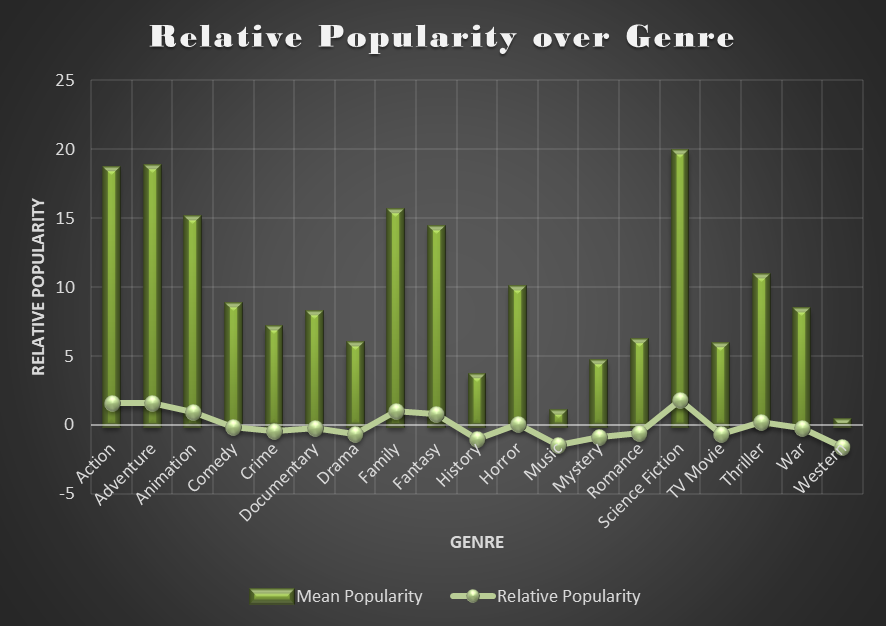 Relative Popularity over Genre
25
20
15
10
5
0
-5
RELATIVE POPULARITY
Action
Adventure
Animation
Comedy
Crime
Documentary
Drama
Family
Fantasy
History
Horror
Music
Mystery
Romance
Science Fiction
TV Movie
Thriller
War
Western
GENRE
Mean Popularity
Relative Popularity